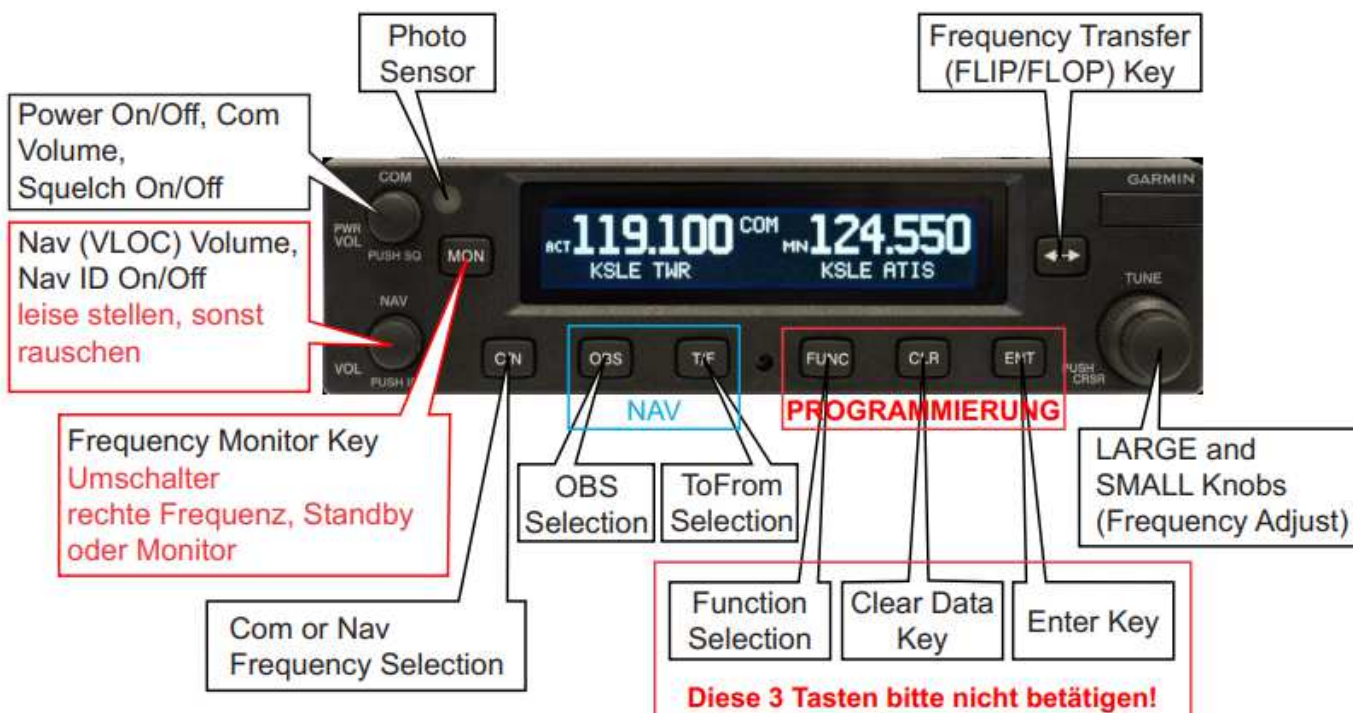 Photo
Sensor
Frequency Transfer
(FLIP/FLOP) Key
Power On/Off, Com
Volume,
Squelch On/Off
Nav (VLOC) Volume,
Nav ID On/Off
leise stellen, sonst
rauschen
COM
PWR
VOL
PUSH SQ
MON
NAV
VOL
PUSH ID
ACT 119.100 COM MN 124.550
KSLE TWR KSLE ATIS
GARMIN
TUNE
PUSH
CRSR
C/N
OBS
T/F
FUNC
CLR
ENT
NAV
PROGRAMMIERUNG
Frequency Monitor Key
Umschalter
rechte Frequenz, Standby
oder Monitor
OBS
Selection
ToFrom
Selection
LARGE and
SMALL Knobs
(Frequency Adjust)
Com or Nav
Frequency Selection
Function
Selection
Clear Data
Key
Enter Key
Diese 3 Tasten bitte nicht betätigen!